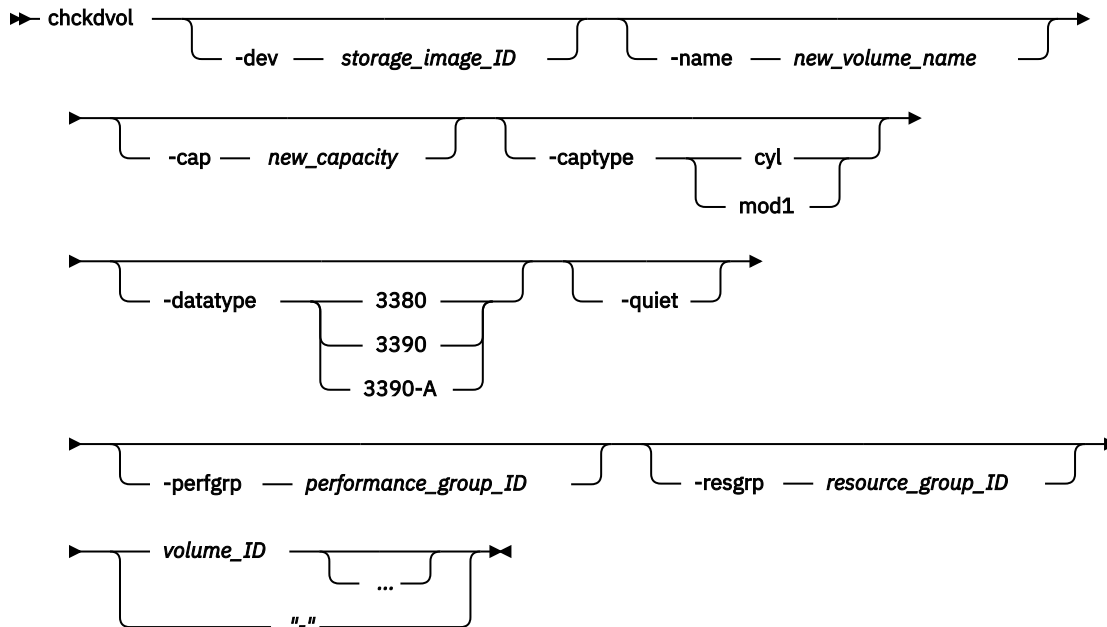 chckdvol
-dev storage_image_ID -name new_volume_name
-cap new_capacity -captype cyl
mod1
-datatype 3380 -quiet
3390
3390-A
-perfgrp performance_group_ID -resgrp resource_group_ID
volume_ID
...
"-"